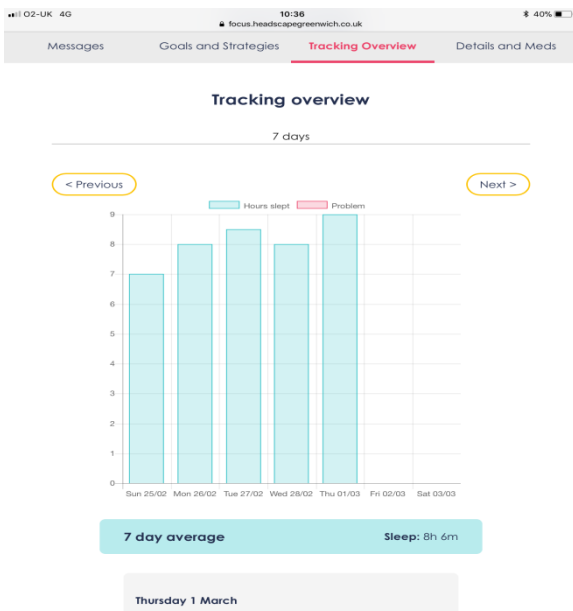 O2-UK 4G 10:36 40%
focus.headscapegreenwich.co.uk
Messages Goals and Strategies Tracking Overview Details and Meds
Tracking overview
7 days
< Previous Next >
Hours slept Problem
9
8
7
6
5
4
3
2
1
0
Sun 25/02 Mon 26/02 Tue 27/02 Wed 28/02 Thu 01/03 Fri 02/03 Sat 03/03
7 day average Sleep: 8h 6m
Thursday 1 March